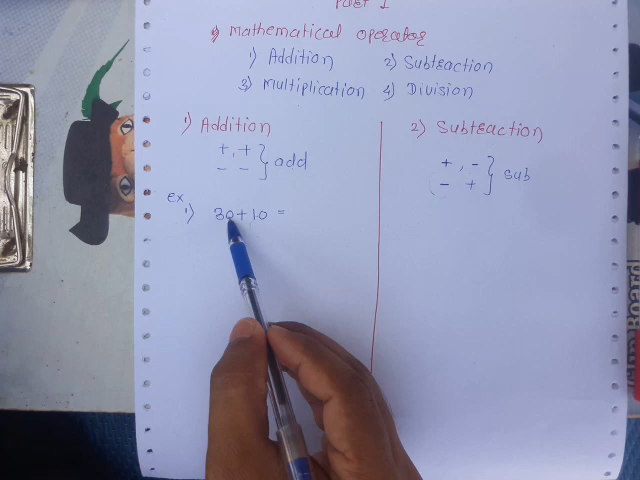 Part 1
Mathematical operator
1) Addition 2) Subtraction
3) Multiplication 4) Division
1) Addition
+, +
- -
} add
ex
1) 30+10 =
2) Subtraction
+, -
- +
} sub
Board